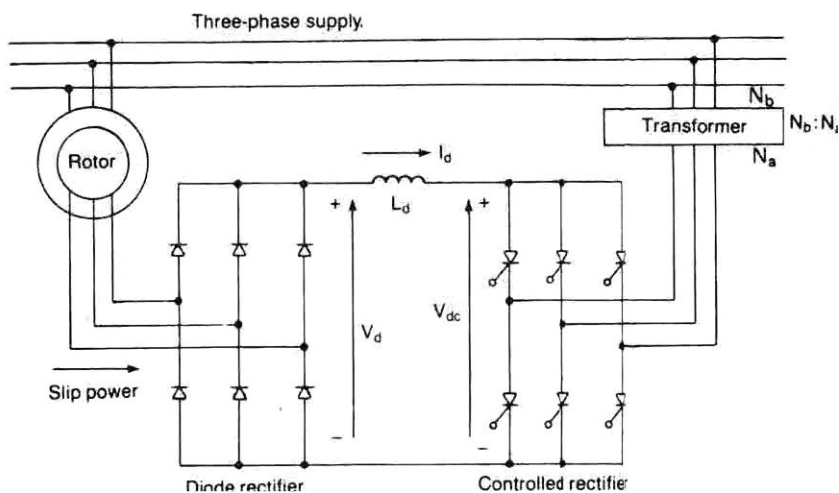 Three-phase supply.
N_b
Transformer
N_b : N_a
N_a
Rotor
I_d
L_d
+
+
V_d
V_dc
Slip power
−
−
Diode rectifier
Controlled rectifier